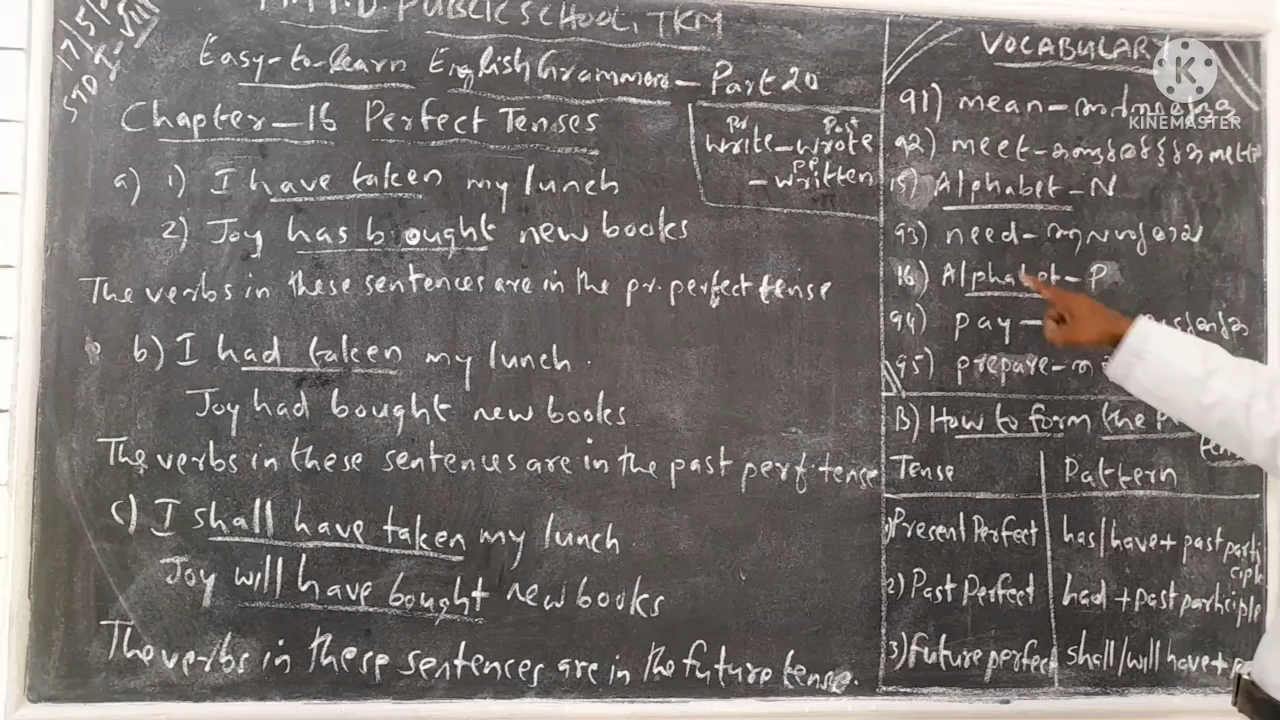 17/5/
STD I-VIII
PUBLIC SCHOOL, TKM
Easy-to-learn English Grammar - Part 20
Chapter-16 Perfect Tenses
Pr Past
write-wrote
PP
-written
a) 1) I have taken my lunch
2) Joy has bought new books
The verbs in these sentences are in the pr. perfect tense
b) I had taken my lunch.
Joy had bought new books
The verbs in these sentences are in the past perf. tense
c) I shall have taken my lunch
Joy will have bought new books
The verbs in these sentences are in the future tense.
VOCABULARY
KINEMASTER
91) mean-
92) meet-
15) Alphabet-N
93) need-
16) Alphabet-P
94) pay-
95) prepare-
B) How to form the
Tense Pattern
1) Present Perfect has/have + past participle
2) Past Perfect had + past participle
3) Future perfect shall/will have +